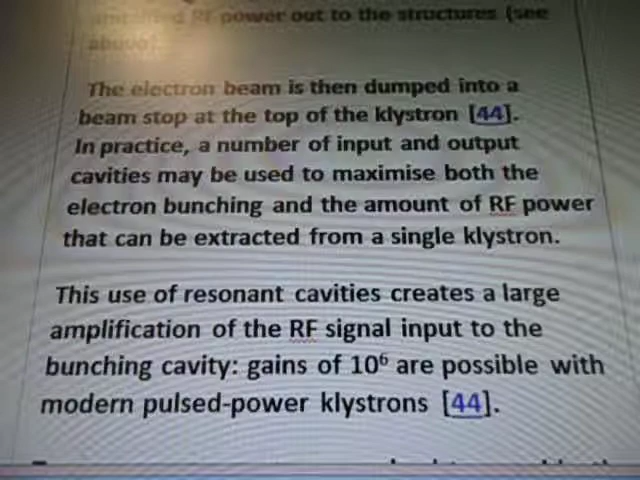 amplified RF power out to the structures (see
above).
The electron beam is then dumped into a
beam stop at the top of the klystron [44].
In practice, a number of input and output
cavities may be used to maximise both the
electron bunching and the amount of RF power
that can be extracted from a single klystron.
This use of resonant cavities creates a large
amplification of the RF signal input to the
bunching cavity: gains of 10⁶ are possible with
modern pulsed-power klystrons [44].